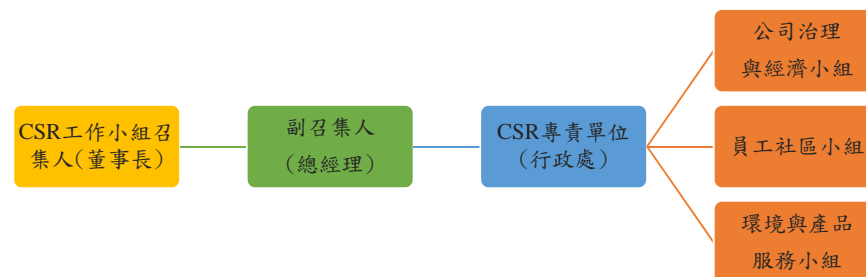 CSR工作小組召
集人(董事長)
副召集人
(總經理)
CSR專責單位
(行政處)
公司治理
與經濟小組
員工社區小組
環境與產品
服務小組